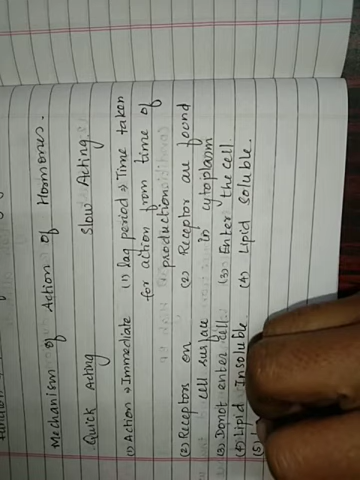 Mechanism of Action of Hormones.
Quick Acting Slow Acting.
(1) Action → Immediate (1) lag period → Time taken
for action from time of
production
(2) Receptors on (2) Receptor are found
cell surface in cytoplasm
(3) Donot enter cell. (3) Enter the cell.
(4) Lipid Insoluble. (4) Lipid soluble.
(5)